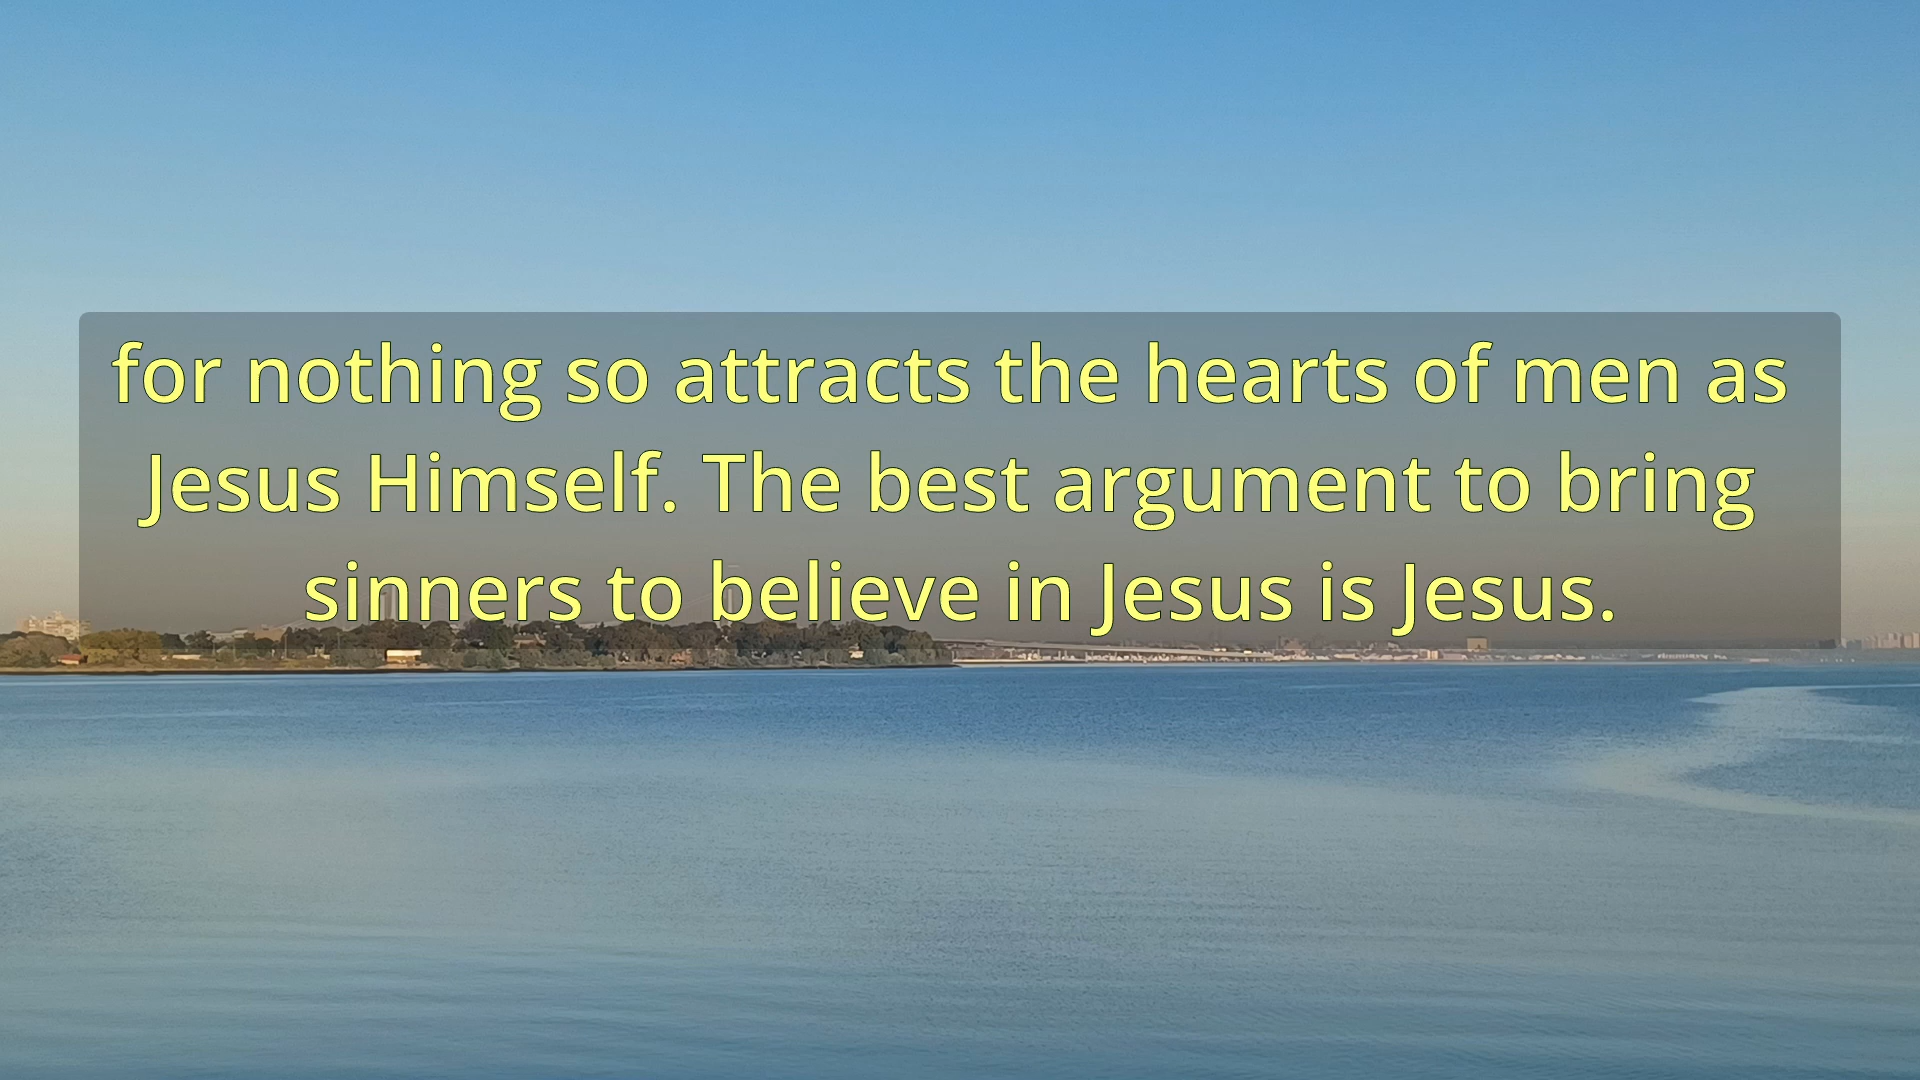 for nothing so attracts the hearts of men as
Jesus Himself. The best argument to bring
sinners to believe in Jesus is Jesus.